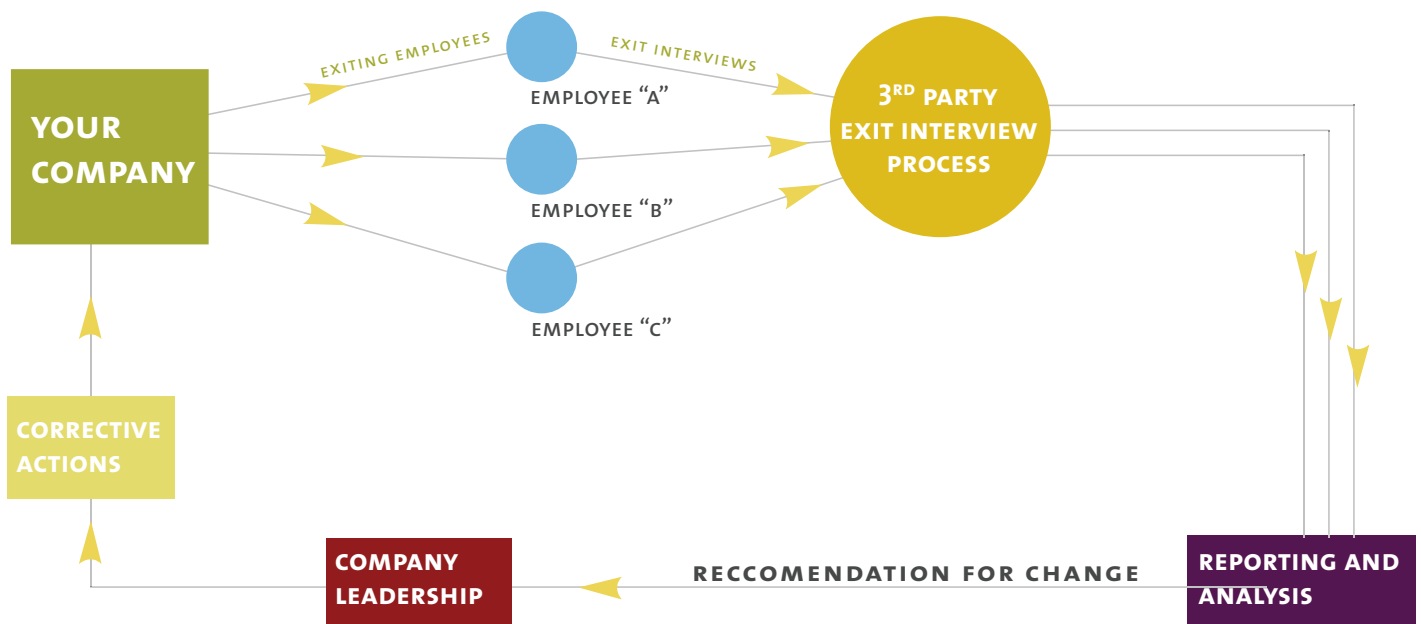 EXITING EMPLOYEES
EXIT INTERVIEWS
YOUR
COMPANY
EMPLOYEE “A”
EMPLOYEE “B”
EMPLOYEE “C”
3RD PARTY
EXIT INTERVIEW
PROCESS
REPORTING AND
ANALYSIS
RECCOMENDATION FOR CHANGE
COMPANY
LEADERSHIP
CORRECTIVE
ACTIONS